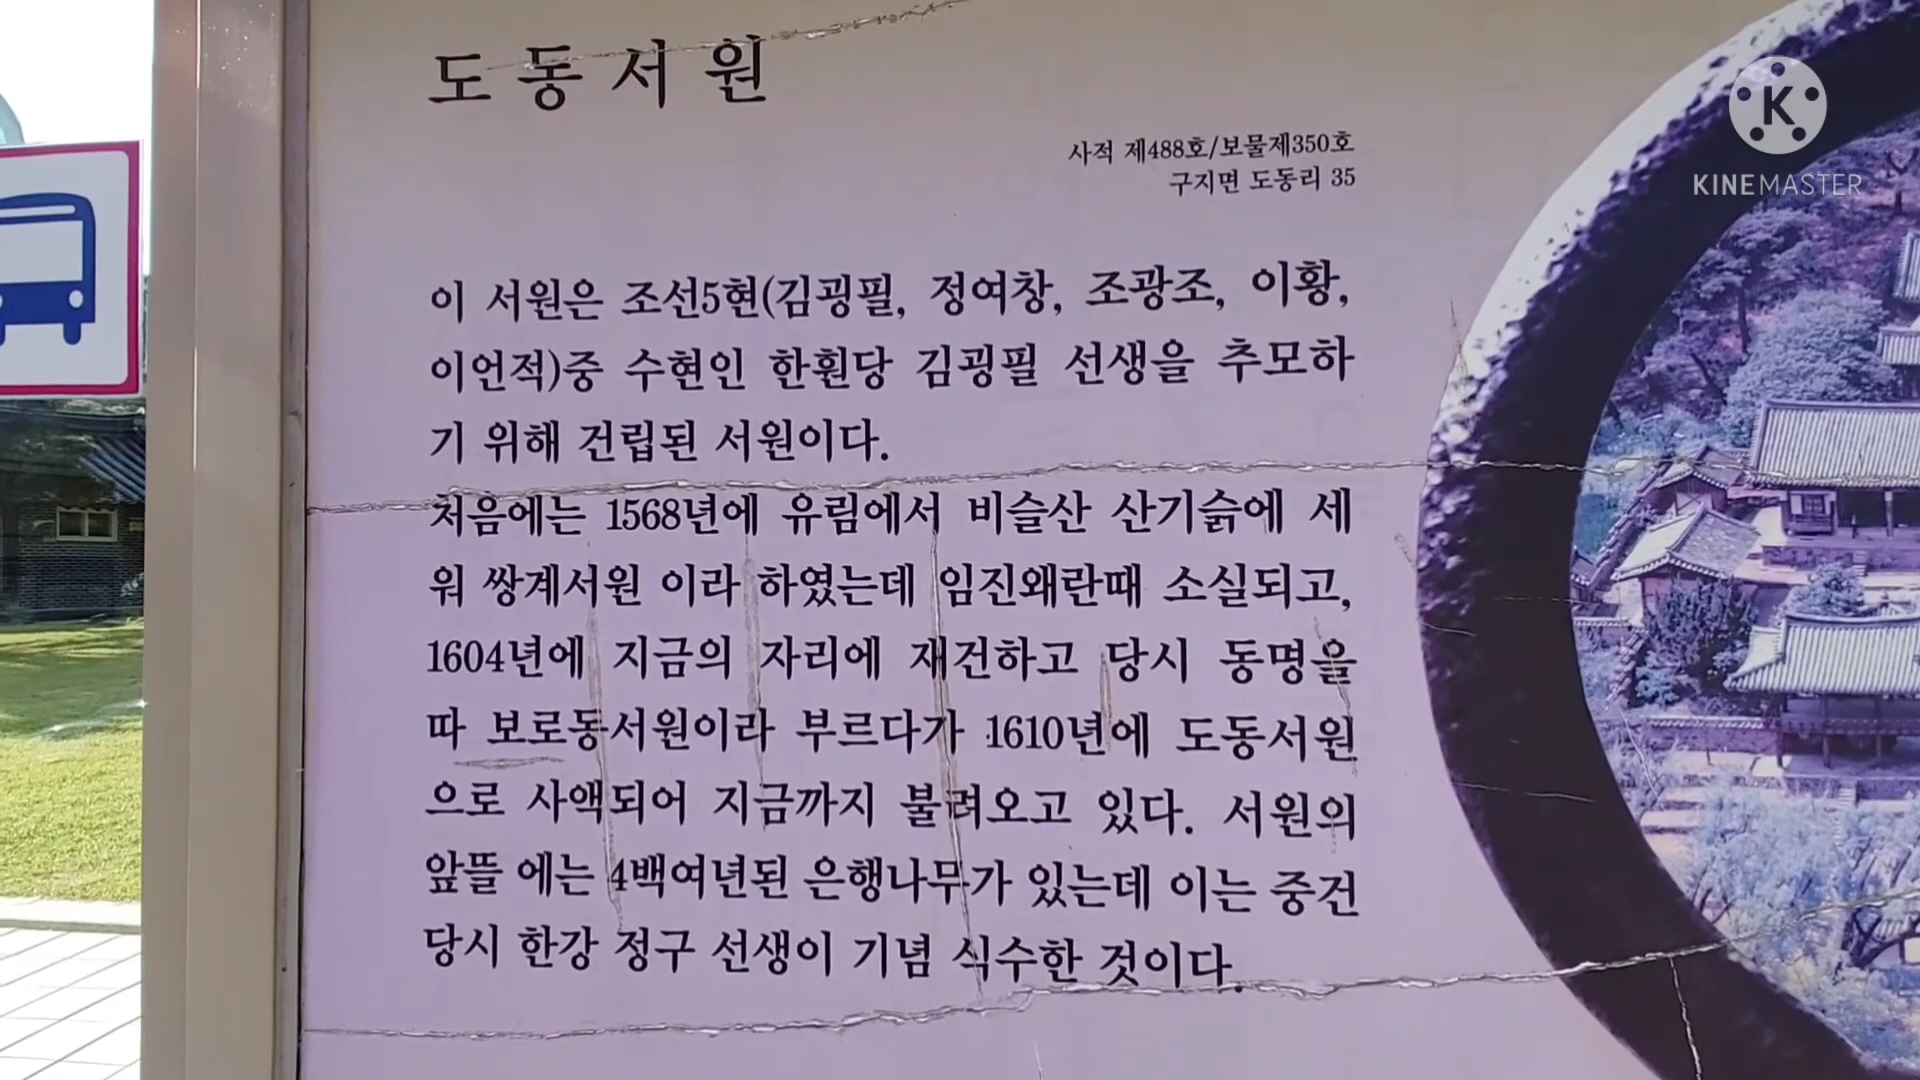 도동서원
사적 제488호/보물제350호
구지면 도동리 35
이 서원은 조선5현(김굉필, 정여창, 조광조, 이황,
이언적)중 수현인 한훤당 김굉필 선생을 추모하
기 위해 건립된 서원이다.
처음에는 1568년에 유림에서 비슬산 산기슭에 세
워 쌍계서원 이라 하였는데 임진왜란때 소실되고,
1604년에 지금의 자리에 재건하고 당시 동명을
따 보로동서원이라 부르다가 1610년에 도동서원
으로 사액되어 지금까지 불려오고 있다. 서원의
앞뜰 에는 4백여년된 은행나무가 있는데 이는 중건
당시 한강 정구 선생이 기념 식수한 것이다.
K
KINEMASTER